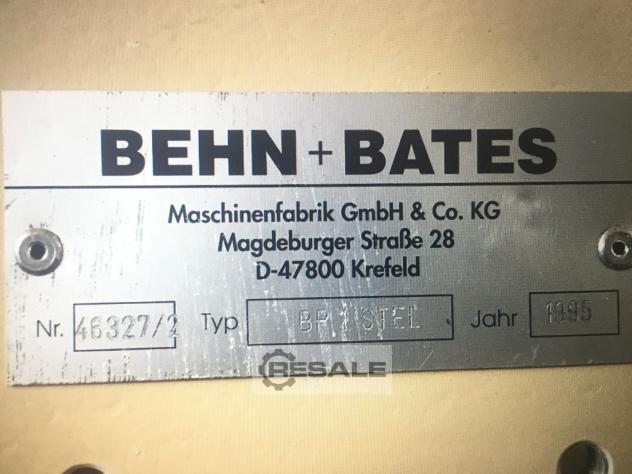 BEHN+BATES
Maschinenfabrik GmbH & Co. KG
Magdeburger Straße 28
D-47800 Krefeld
Nr. 46327/2 Typ Jahr 1995
RESALE